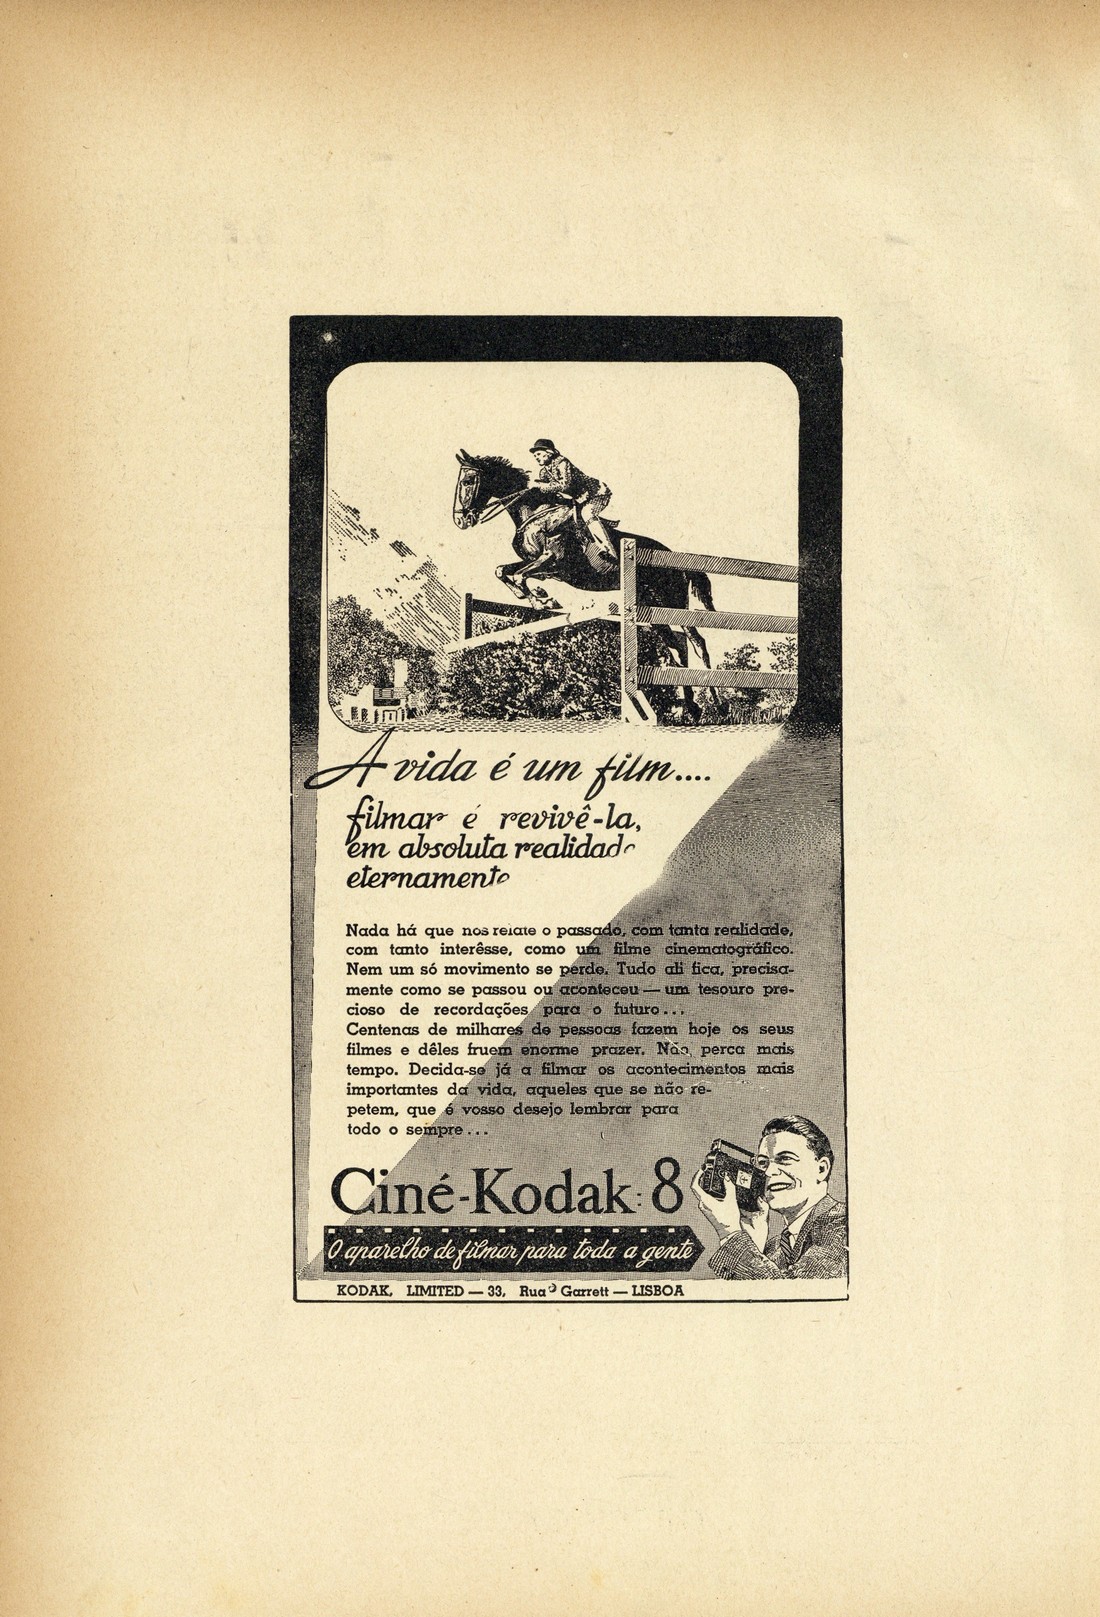 A vida é um film....
filmar é revivê-la,
em absoluta realidade
eternamente
Nada há que nos relate o passado, com tanta realidade,
com tanto interêsse, como um filme cinematográfico.
Nem um só movimento se perde. Tudo ali fica, precisa-
mente como se passou ou aconteceu — um tesouro pre-
cioso de recordações para o futuro...
Centenas de milhares de pessoas fazem hoje os seus
filmes e dêles fruem enorme prazer. Não perca mais
tempo. Decida-se já a filmar os acontecimentos mais
importantes da vida, aqueles que se não re-
petem, que é vosso desejo lembrar para
todo o sempre...
Ciné-Kodak: 8
O aparelho de filmar para toda a gente
KODAK, LIMITED — 33, Rua Garrett — LISBOA